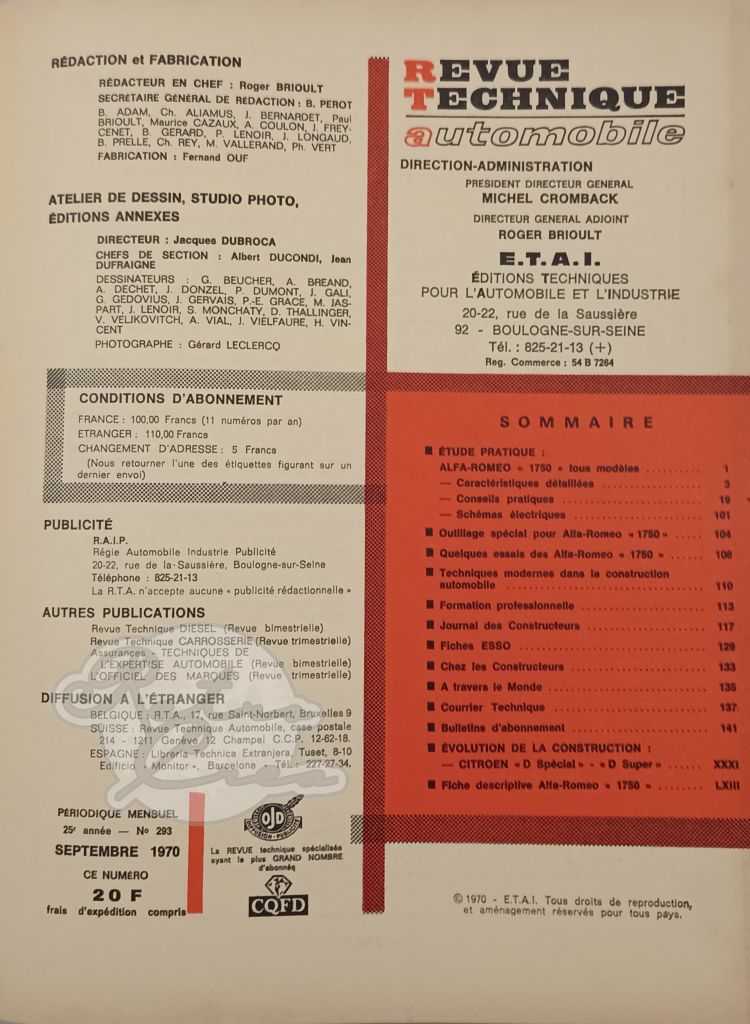 RÉDACTION et FABRICATION
RÉDACTEUR EN CHEF : Roger BRIOULT
SECRÉTAIRE GÉNÉRAL DE RÉDACTION : B. PEROT
B. ADAM, Ch. ALIAMUS, J. BERNARDET, Paul
BRIOULT, Maurice CAZAUX, A. COULON, J. FREY-
CENET, B. GERARD, P. LENOIR, J. LONGAUD,
B. PRELLE, Ch. REY, M. VALLERAND, Ph. VERT
FABRICATION : Fernand OUF
ATELIER DE DESSIN, STUDIO PHOTO,
ÉDITIONS ANNEXES
DIRECTEUR : Jacques DUBROCA
CHEFS DE SECTION : Albert DUCONDI, Jean
DUFRAIGNE
DESSINATEURS : G. BEUCHER, A. BREAND,
A. DECHET, J. DONZEL, P. DUMONT, J. GALI,
G. GEDOVIUS, J. GERVAIS, P.-E. GRACE, M. JAS-
PART, J. LENOIR, S. MONCHATY, D. THALLINGER,
V. VELJKOVITCH, A. VIAL, J. VIELFAURE, H. VIN-
CENT
PHOTOGRAPHE : Gérard LECLERCQ
CONDITIONS D'ABONNEMENT
FRANCE : 100,00 Francs (11 numéros par an)
ETRANGER : 110,00 Francs
CHANGEMENT D'ADRESSE : 5 Francs
(Nous retourner l'une des étiquettes figurant sur un
dernier envoi)
PUBLICITÉ
R.A.I.P.
Régie Automobile Industrie Publicité
20-22, rue de la Saussière, Boulogne-sur-Seine
Téléphone : 825-21-13
La R.T.A. n'accepte aucune « publicité rédactionnelle »
AUTRES PUBLICATIONS
Revue Technique DIESEL (Revue bimestrielle)
Revue Technique CARROSSERIE (Revue trimestrielle)
Assurances - TECHNIQUES DE
L'EXPERTISE AUTOMOBILE (Revue bimestrielle)
L'OFFICIEL DES MARQUES (Revue trimestrielle)
DIFFUSION A L'ÉTRANGER
BELGIQUE : R.T.A., 17, rue Saint-Norbert, Bruxelles 9
SUISSE : Revue Technique Automobile, case postale
214 - 1211 Genève 12 Champel C.C.P. 12-62-18.
ESPAGNE : Libreria Technica Extranjera, Tuset, 8-10
Edificio « Monitor », Barcelone - Tél. : 227-27-34.
PÉRIODIQUE MENSUEL
25e année — No 293
SEPTEMBRE 1970
CE NUMÉRO
20 F
frais d'expédition compris
OJD
DIFFUSION PUBLICITÉ
La REVUE technique spécialisée
ayant le plus GRAND NOMBRE
d'abonnés
CQFD
REVUE
TECHNIQUE
automobile
DIRECTION-ADMINISTRATION
PRESIDENT DIRECTEUR GENERAL
MICHEL CROMBACK
DIRECTEUR GENERAL ADJOINT
ROGER BRIOULT
E.T.A.I.
ÉDITIONS TECHNIQUES
POUR L'AUTOMOBILE ET L'INDUSTRIE
20-22, rue de la Saussière
92 - BOULOGNE-SUR-SEINE
Tél. : 825-21-13 (+)
Reg. Commerce : 54 B 7264
SOMMAIRE
■ ÉTUDE PRATIQUE :
ALFA-ROMEO « 1750 » tous modèles .......... 1
— Caractéristiques détaillées .......... 3
— Conseils pratiques .......... 19
— Schémas électriques .......... 101
■ Outillage spécial pour Alfa-Romeo « 1750 » .... 104
■ Quelques essais des Alfa-Romeo « 1750 » ...... 108
■ Techniques modernes dans la construction
automobile .......... 110
■ Formation professionnelle .......... 113
■ Journal des Constructeurs .......... 117
■ Fiches ESSO .......... 129
■ Chez les Constructeurs .......... 133
■ A travers le Monde .......... 135
■ Courrier Technique .......... 137
■ Bulletins d'abonnement .......... 141
■ ÉVOLUTION DE LA CONSTRUCTION :
— CITROEN « D Spécial » - « D Super » ...... XXXI
■ Fiche descriptive Alfa-Romeo « 1750 » ........ LXIII
© 1970 - E.T.A.I. Tous droits de reproduction,
et aménagement réservés pour tous pays.